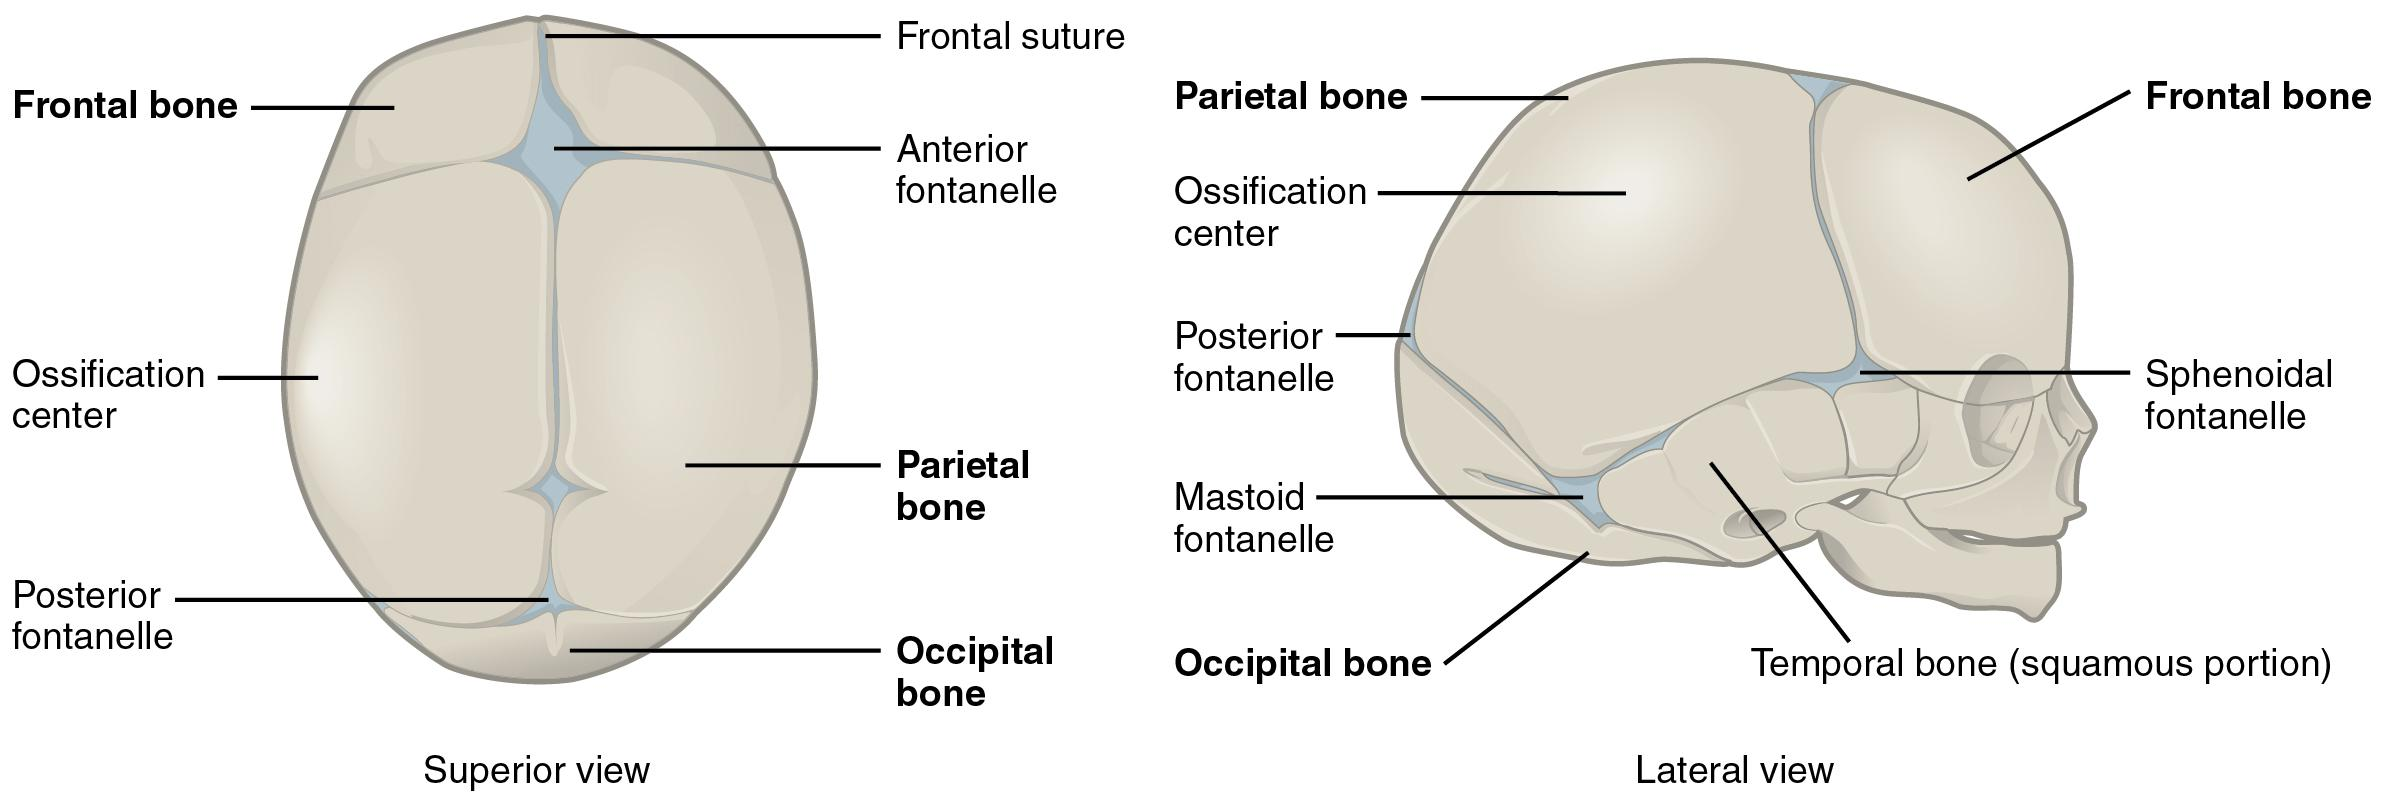 Frontal suture
Frontal bone
Anterior
fontanelle
Ossification
center
Parietal
bone
Posterior
fontanelle
Occipital
bone
Superior view
Parietal bone
Frontal bone
Ossification
center
Posterior
fontanelle
Sphenoidal
fontanelle
Mastoid
fontanelle
Occipital bone
Temporal bone (squamous portion)
Lateral view